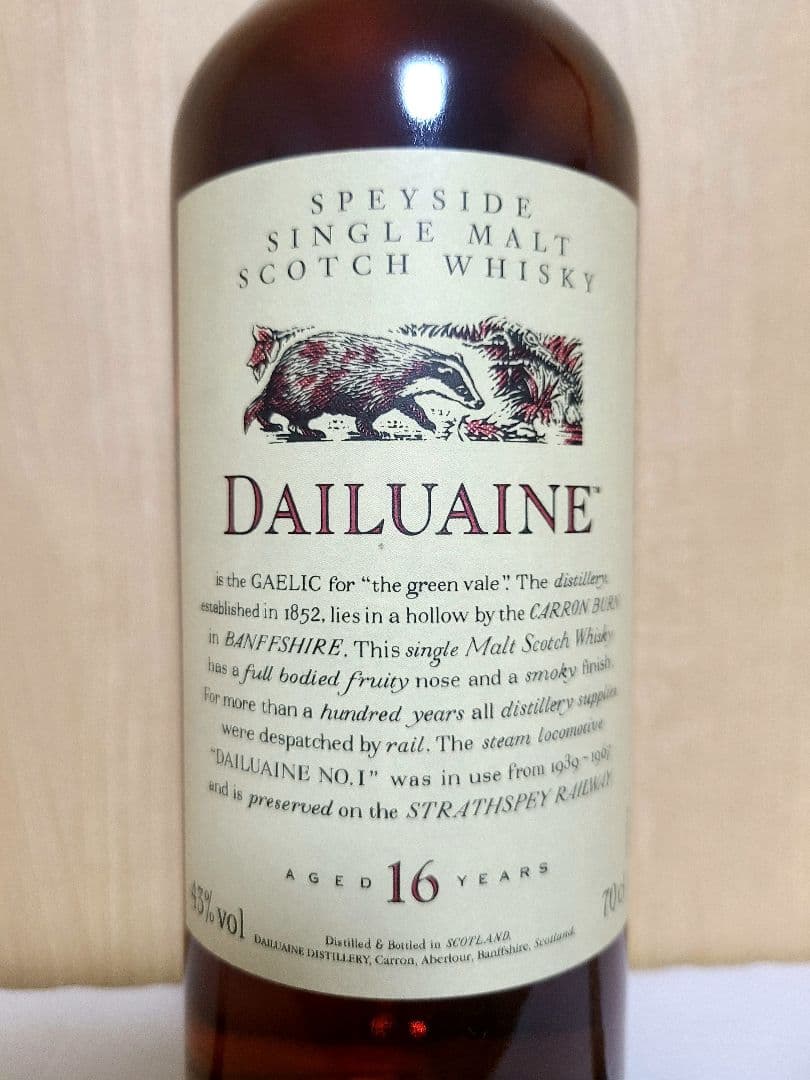 SPEYSIDE
SINGLE MALT
SCOTCH WHISKY
DAILUAINE™
is the GAELIC for “the green vale”. The distillery,
established in 1852, lies in a hollow by the CARRON BURN
in BANFFSHIRE. This single Malt Scotch Whisky
has a full bodied fruity nose and a smoky finish.
For more than a hundred years all distillery supplies
were despatched by rail. The steam locomotive
“DAILUAINE NO.1” was in use from 1939 -
and is preserved on the STRATHSPEY RAILWAY
AGED 16 YEARS
43% vol
70cl
Distilled & Bottled in SCOTLAND.
DAILUAINE DISTILLERY, Carron, Aberlour, Banffshire, Scotland.